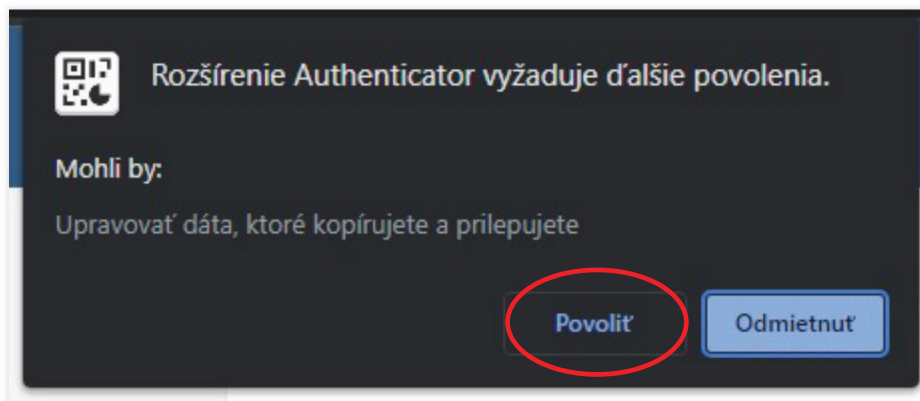 Rozšírenie Authenticator vyžaduje ďalšie povolenia.
Mohli by:
Upravovať dáta, ktoré kopírujete a prilepujete
Povoliť
Odmietnuť